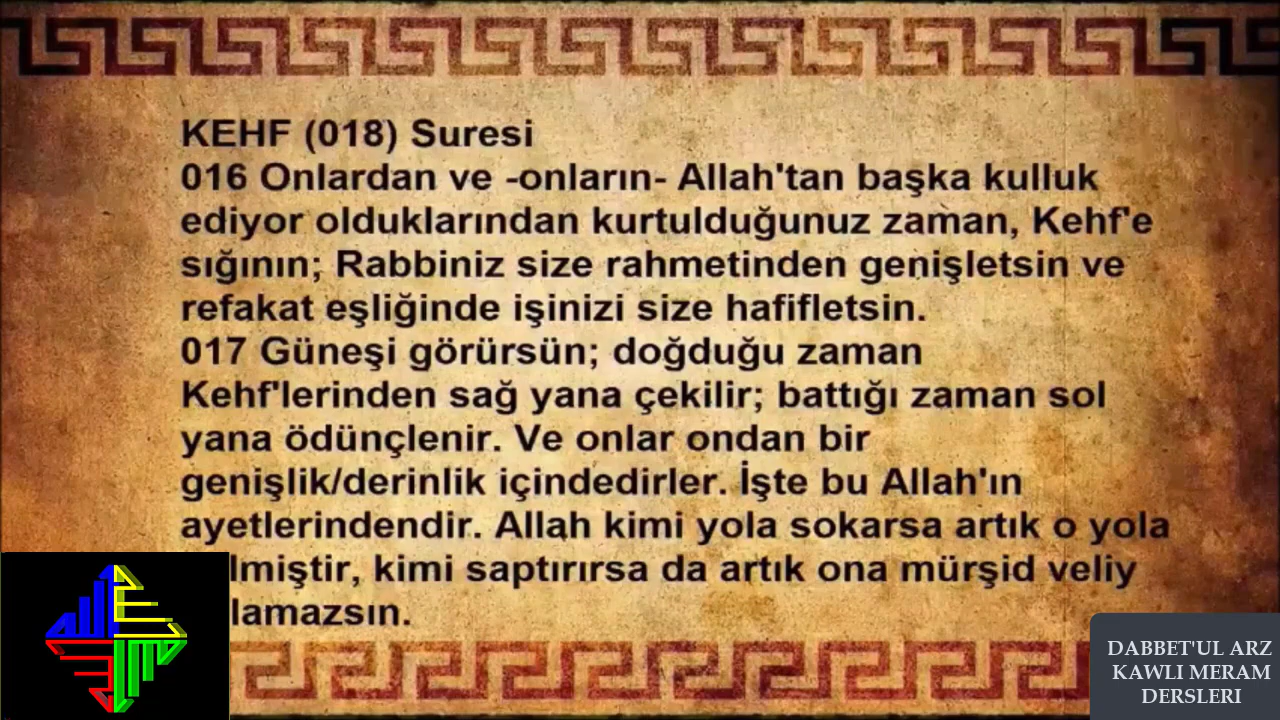 KEHF (018) Suresi
016 Onlardan ve -onların- Allah'tan başka kulluk
ediyor olduklarından kurtulduğunuz zaman, Kehf'e
sığının; Rabbiniz size rahmetinden genişletsin ve
refakat eşliğinde işinizi size hafifletsin.
017 Güneşi görürsün; doğduğu zaman
Kehf'lerinden sağ yana çekilir; battığı zaman sol
yana ödünçlenir. Ve onlar ondan bir
genişlik/derinlik içindedirler. İşte bu Allah'ın
ayetlerindendir. Allah kimi yola sokarsa artık o yola
lmiştir, kimi saptırırsa da artık ona mürşid veliy
lamazsın.
DABBET'UL ARZ
KAWLI MERAM
DERSLERI